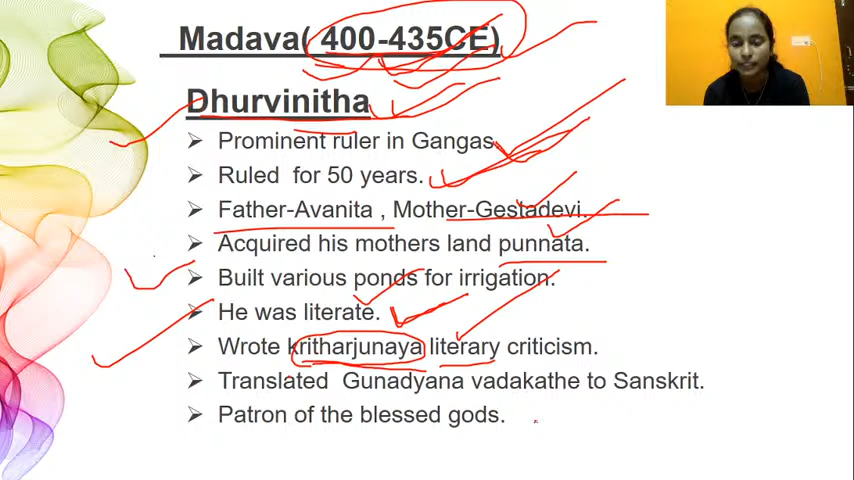 Madava( 400-435CE)
Dhurvinitha
➢ Prominent ruler in Gangas
➢ Ruled for 50 years.
➢ Father-Avanita , Mother-Gestadevi.
➢ Acquired his mothers land punnata.
➢ Built various ponds for irrigation.
➢ He was literate.
➢ Wrote kritharjunaya literary criticism.
➢ Translated Gunadyana vadakathe to Sanskrit.
➢ Patron of the blessed gods.